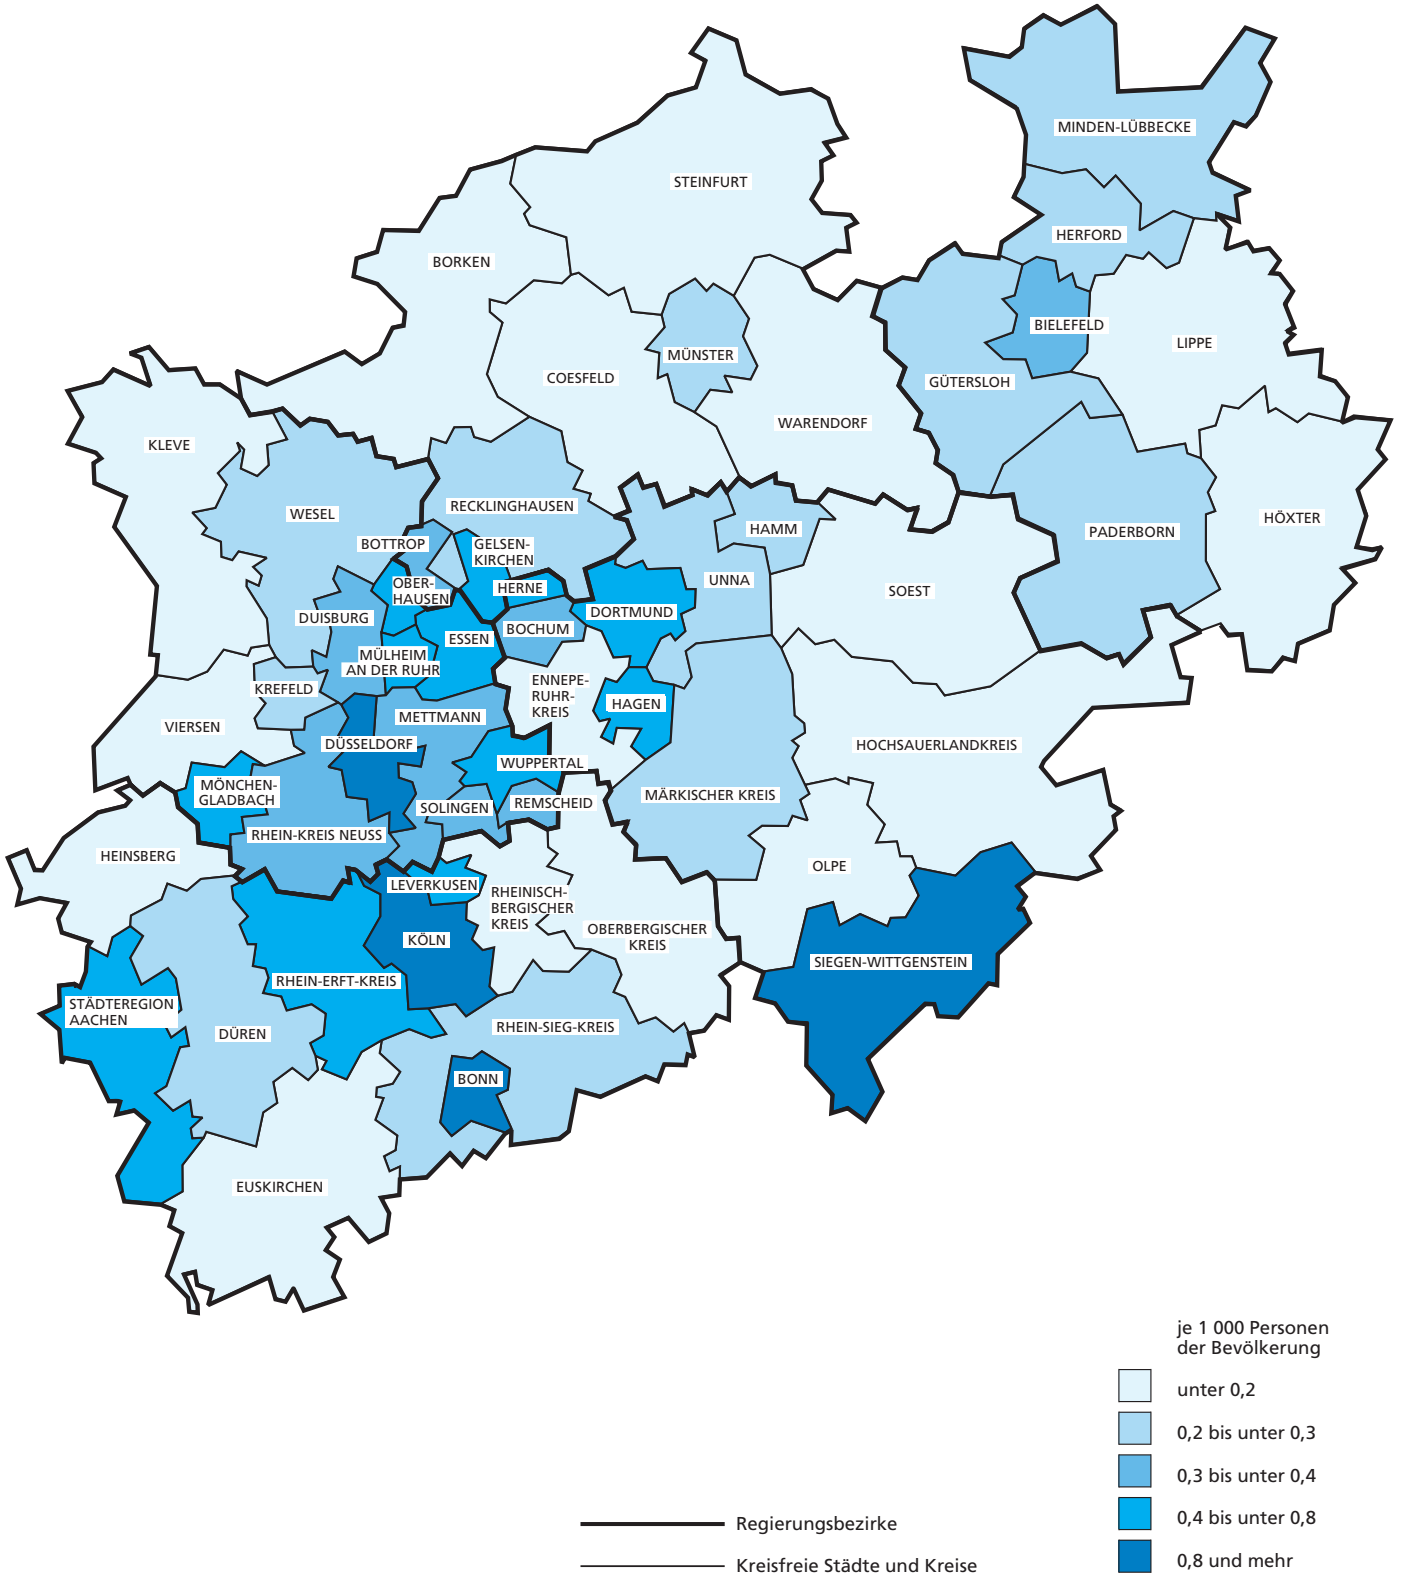 MINDEN-LÜBBECKE
STEINFURT
HERFORD
BORKEN
BIELEFELD
LIPPE
MÜNSTER
COESFELD
GÜTERSLOH
WARENDORF
KLEVE
RECKLINGHAUSEN
WESEL
HÖXTER
HAMM
PADERBORN
BOTTROP
GELSEN-
KIRCHEN
UNNA
OBER-
HAUSEN
HERNE
SOEST
DORTMUND
DUISBURG
BOCHUM
ESSEN
MÜLHEIM
AN DER RUHR
ENNEPE-
RUHR-
KREIS
KREFELD
HAGEN
METTMANN
VIERSEN
DÜSSELDORF
HOCHSAUERLANDKREIS
WUPPERTAL
MÖNCHEN-
GLADBACH
MÄRKISCHER KREIS
REMSCHEID
SOLINGEN
RHEIN-KREIS NEUSS
HEINSBERG
OLPE
LEVERKUSEN
RHEINISCH-
BERGISCHER
KREIS
OBERBERGISCHER
KREIS
KÖLN
SIEGEN-WITTGENSTEIN
RHEIN-ERFT-KREIS
STÄDTEREGION
AACHEN
RHEIN-SIEG-KREIS
DÜREN
BONN
EUSKIRCHEN
je 1 000 Personen
der Bevölkerung
unter 0,2
0,2 bis unter 0,3
0,3 bis unter 0,4
0,4 bis unter 0,8
0,8 und mehr
Regierungsbezirke
Kreisfreie Städte und Kreise